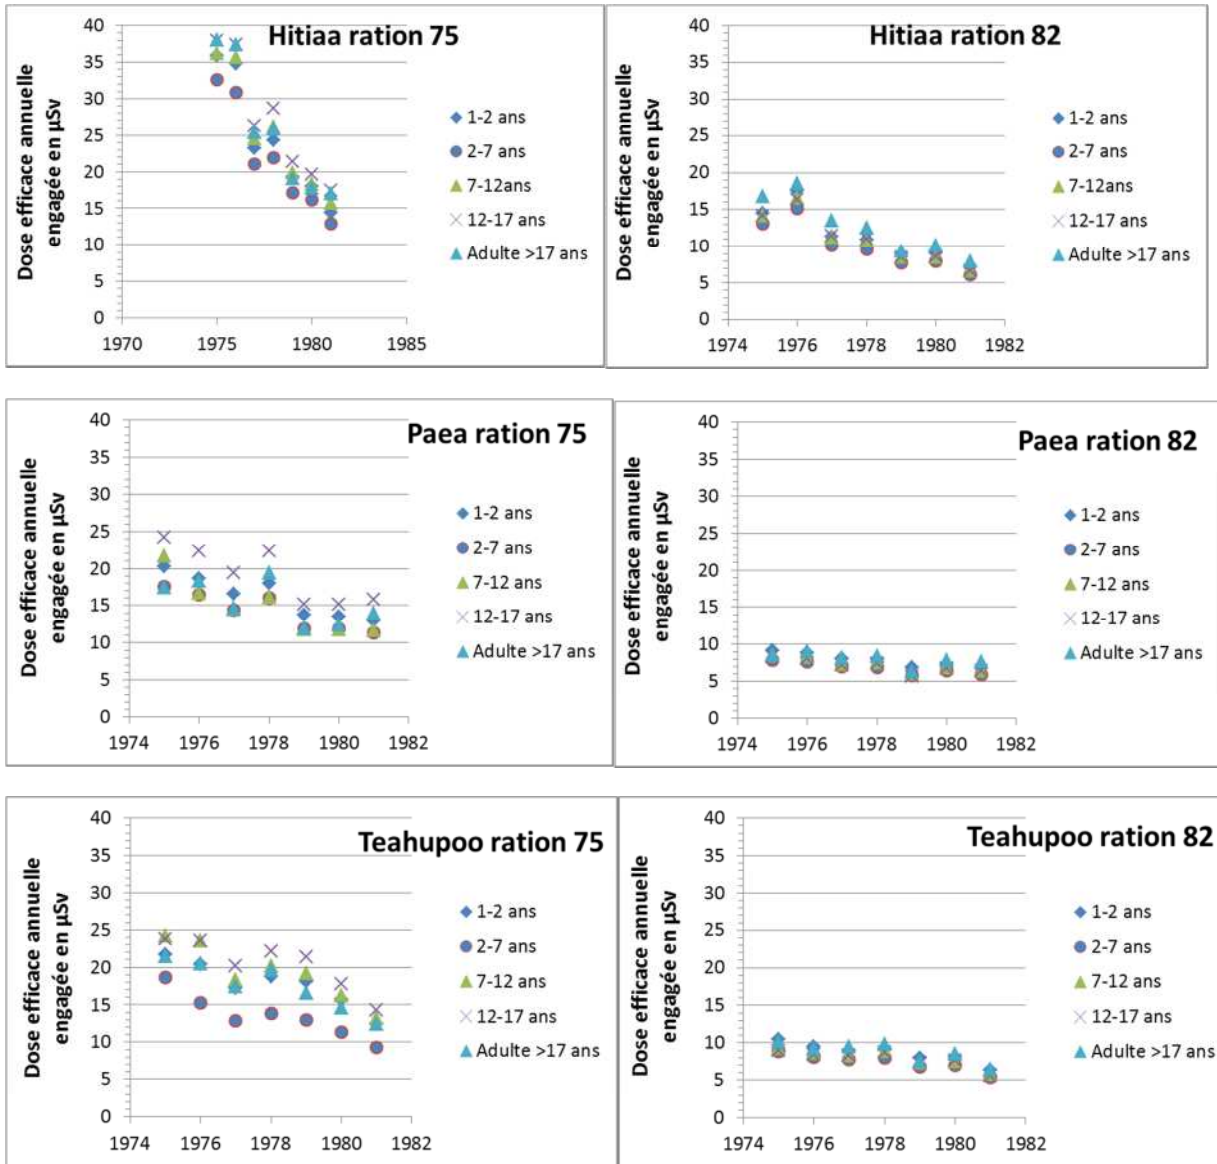 Hitiaa ration 75
Dose efficace annuelle
engagée en µSv
40
35
30
25
20
15
10
5
0
1970
1975
1980
1985
1-2 ans
2-7 ans
7-12ans
12-17 ans
Adulte >17 ans
Hitiaa ration 82
Dose efficace annuelle
engagée en µSv
40
35
30
25
20
15
10
5
0
1974
1976
1978
1980
1982
1-2 ans
2-7 ans
7-12 ans
12-17 ans
Adulte >17 ans
Paea ration 75
Dose efficace annuelle
engagée en µSv
40
35
30
25
20
15
10
5
0
1974
1976
1978
1980
1982
1-2 ans
2-7 ans
7-12 ans
12-17 ans
Adulte >17 ans
Paea ration 82
Dose efficace annuelle
engagée en µSv
40
35
30
25
20
15
10
5
0
1974
1976
1978
1980
1982
1-2 ans
2-7 ans
7-12 ans
12-17 ans
Adulte >17 ans
Teahupoo ration 75
Dose efficace annuelle
engagée en µSv
40
35
30
25
20
15
10
5
0
1974
1976
1978
1980
1982
1-2 ans
2-7 ans
7-12 ans
12-17 ans
Adulte >17 ans
Teahupoo ration 82
Dose efficace annuelle
engagée en µSv
40
35
30
25
20
15
10
5
0
1974
1976
1978
1980
1982
1-2 ans
2-7 ans
7-12 ans
12-17 ans
Adulte >17 ans